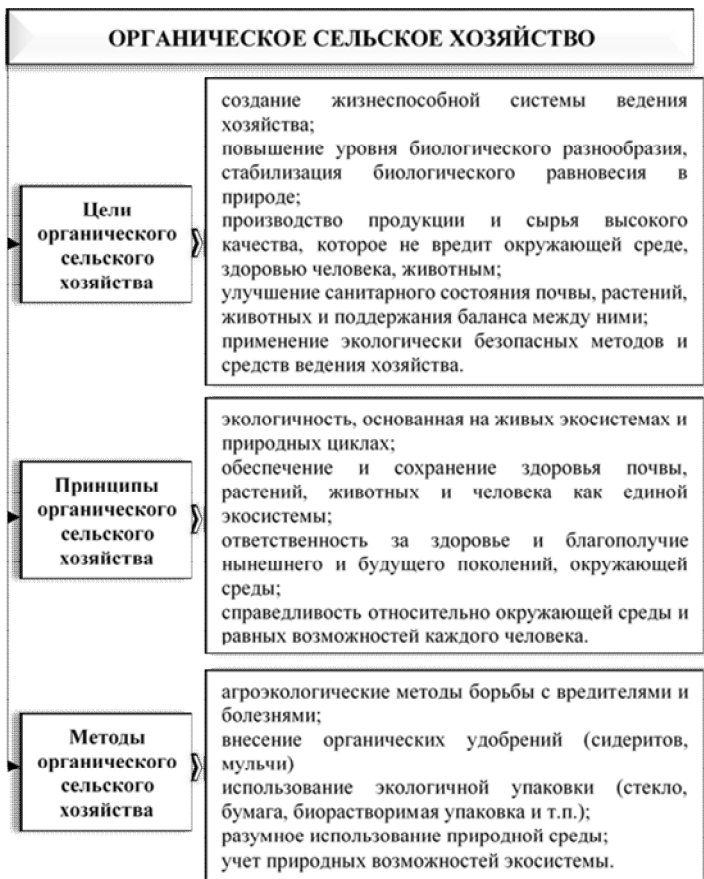 ОРГАНИЧЕСКОЕ СЕЛЬСКОЕ ХОЗЯЙСТВО
Цели
органического
сельского
хозяйства
создание жизнеспособной системы ведения
хозяйства;
повышение уровня биологического разнообразия,
стабилизация биологического равновесия в
природе;
производство продукции и сырья высокого
качества, которое не вредит окружающей среде,
здоровью человека, животным;
улучшение санитарного состояния почвы, растений,
животных и поддержания баланса между ними;
применение экологически безопасных методов и
средств ведения хозяйства.
Принципы
органического
сельского
хозяйства
экологичность, основанная на живых экосистемах и
природных циклах;
обеспечение и сохранение здоровья почвы,
растений, животных и человека как единой
экосистемы;
ответственность за здоровье и благополучие
нынешнего и будущего поколений, окружающей
среды;
справедливость относительно окружающей среды и
равных возможностей каждого человека.
Методы
органического
сельского
хозяйства
агроэкологические методы борьбы с вредителями и
болезнями;
внесение органических удобрений (сидеритов,
мульчи)
использование экологичной упаковки (стекло,
бумага, биорастворимая упаковка и т.п.);
разумное использование природной среды;
учет природных возможностей экосистемы.